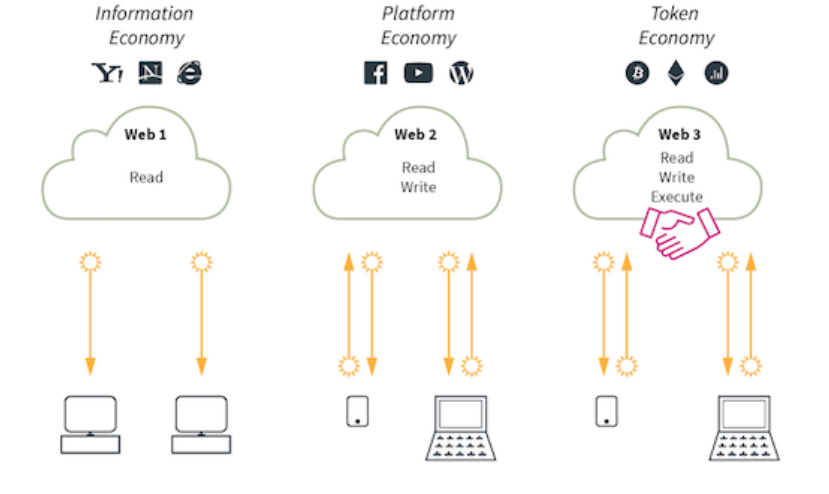 Information
Economy
Y!
N
e
Web 1
Read
Platform
Economy
f
W
Web 2
Read
Write
Token
Economy
B
Web 3
Read
Write
Execute